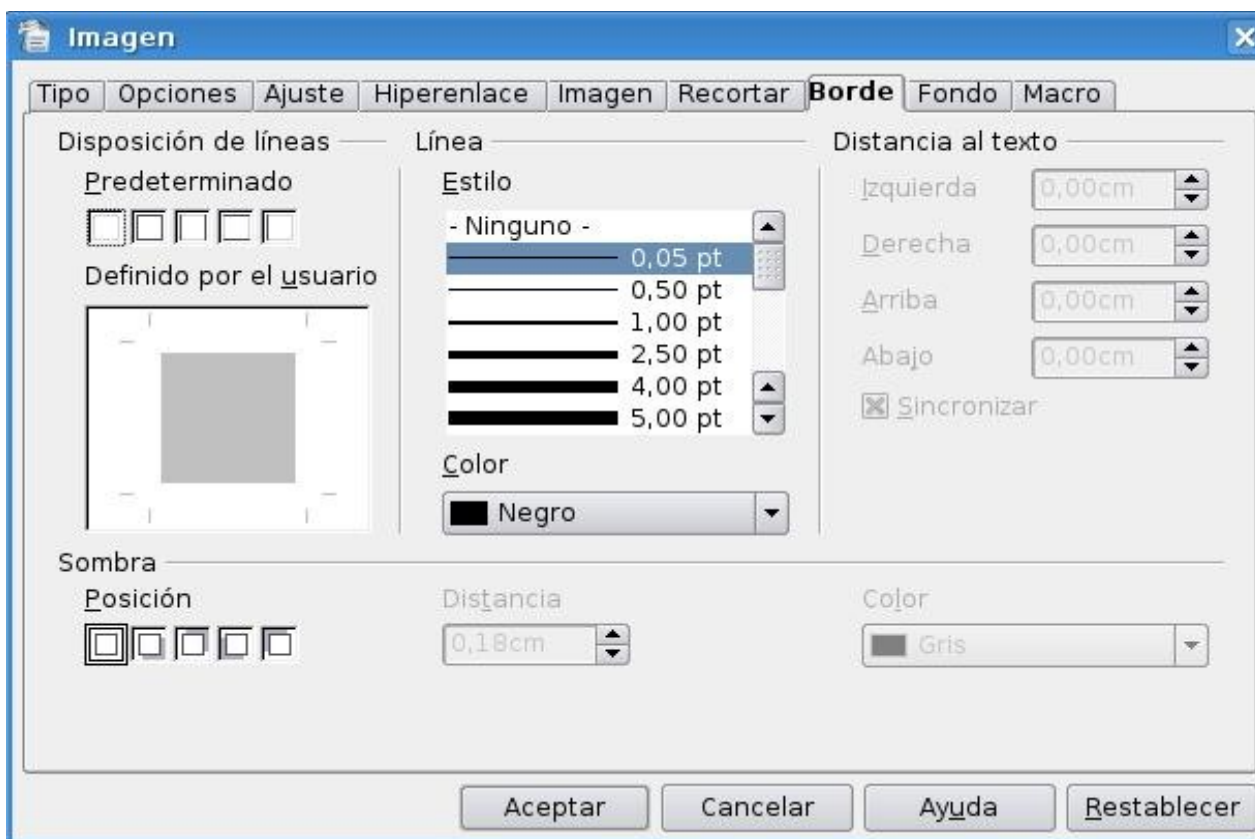 Imagen
Tipo Opciones Ajuste Hiperenlace Imagen Recortar Borde Fondo Macro
Disposición de líneas
Predeterminado
Definido por el usuario
Línea
Estilo
- Ninguno -
0,05 pt
0,50 pt
1,00 pt
2,50 pt
4,00 pt
5,00 pt
Color
Negro
Distancia al texto
Izquierda 0,00cm
Derecha 0,00cm
Arriba 0,00cm
Abajo 0,00cm
Sincronizar
Sombra
Posición
Distancia
0,18cm
Color
Gris
Aceptar Cancelar Ayuda Restablecer